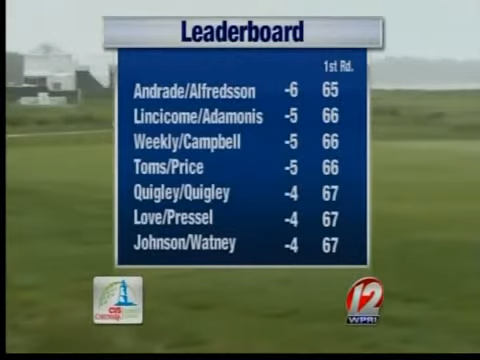 Leaderboard
1st Rd.
Andrade/Alfredsson -6 65
Lincicome/Adamonis -5 66
Weekly/Campbell -5 66
Toms/Price -5 66
Quigley/Quigley -4 67
Love/Pressel -4 67
Johnson/Watney -4 67
CVS
12
WPRI